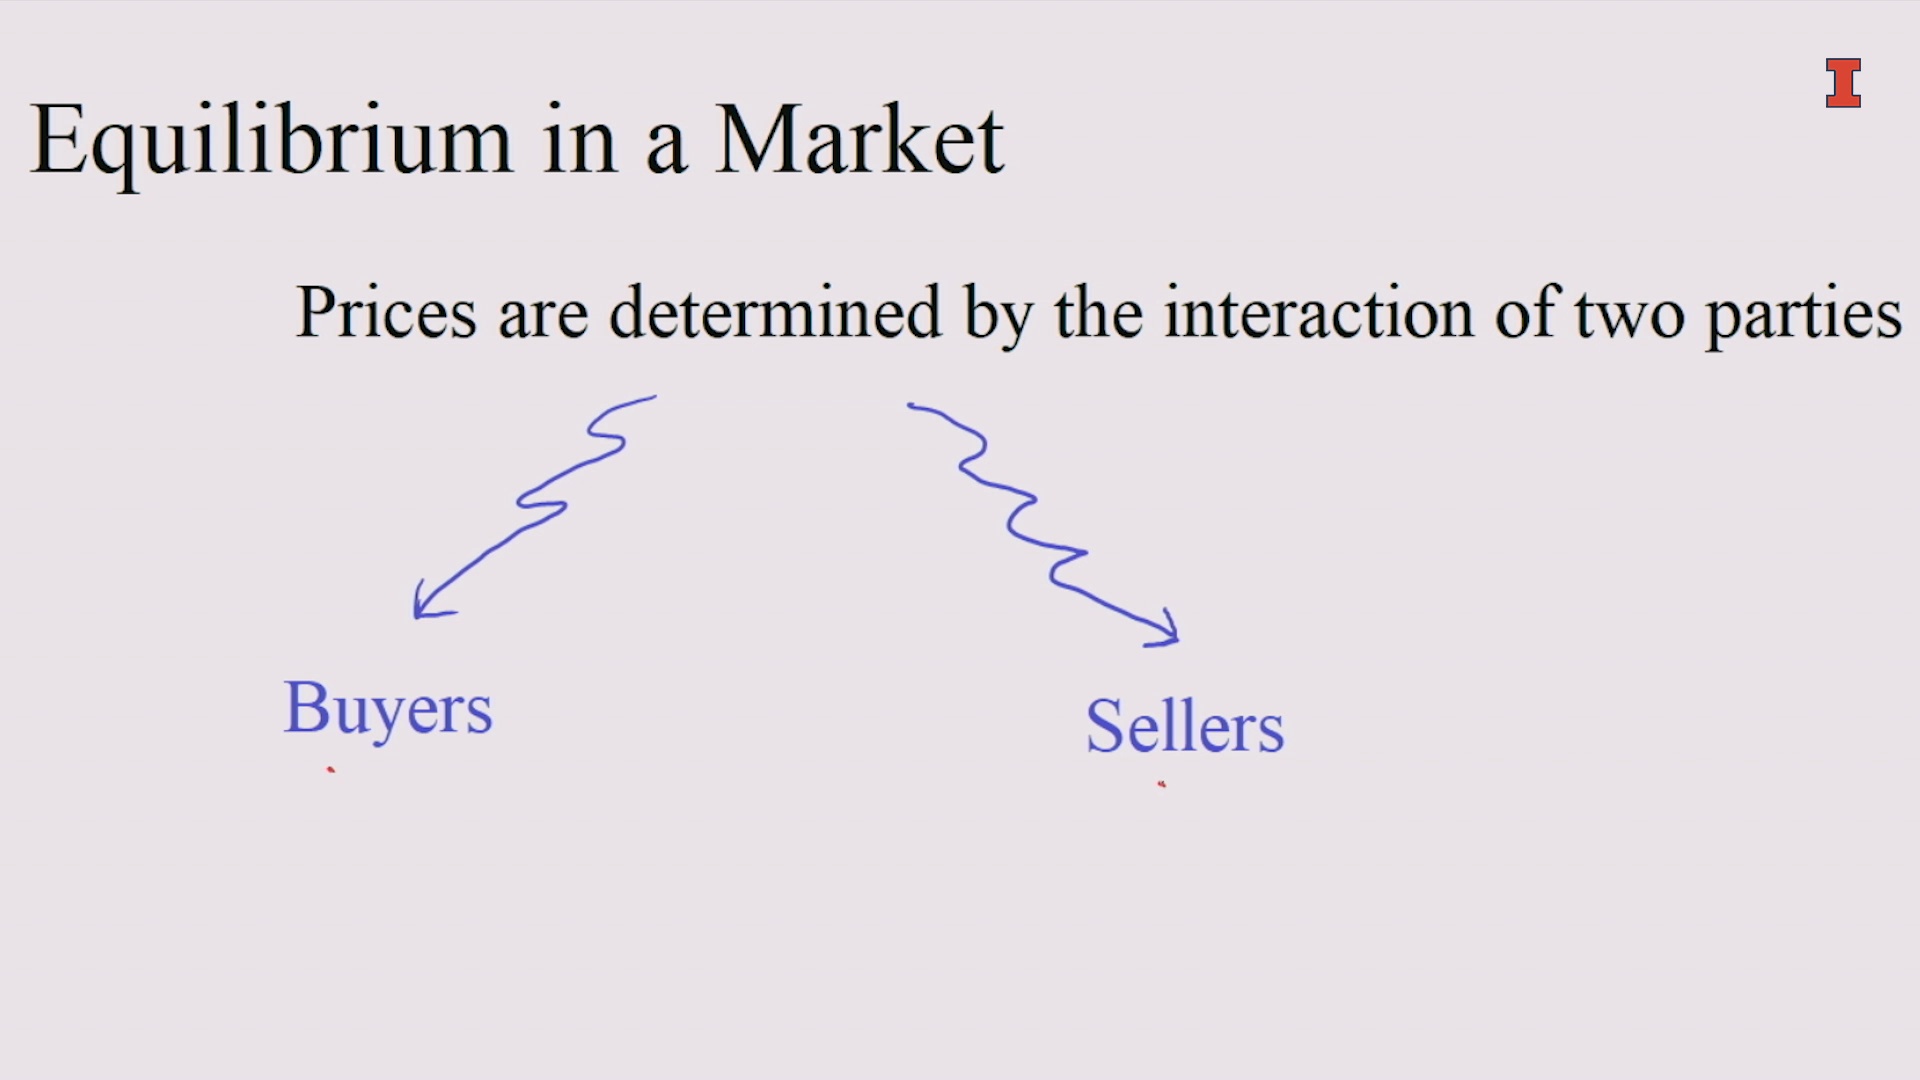 I
Equilibrium in a Market
Prices are determined by the interaction of two parties
Buyers
Sellers